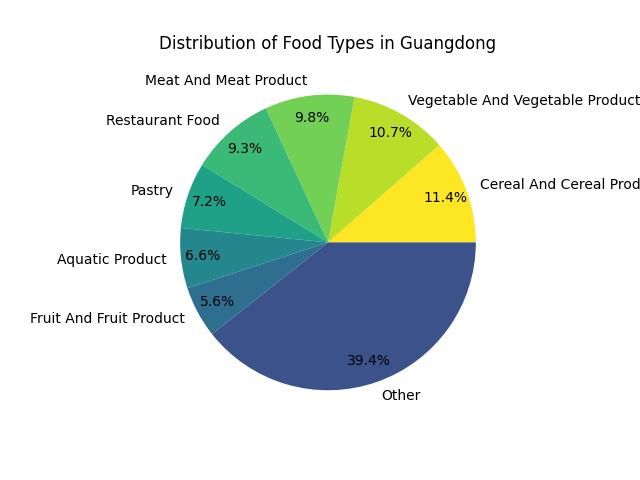 Distribution of Food Types in Guangdong
Meat And Meat Product
Vegetable And Vegetable Product
Restaurant Food
Cereal And Cereal Prod
Pastry
Aquatic Product
Fruit And Fruit Product
Other
9.8%
10.7%
9.3%
11.4%
7.2%
6.6%
5.6%
39.4%